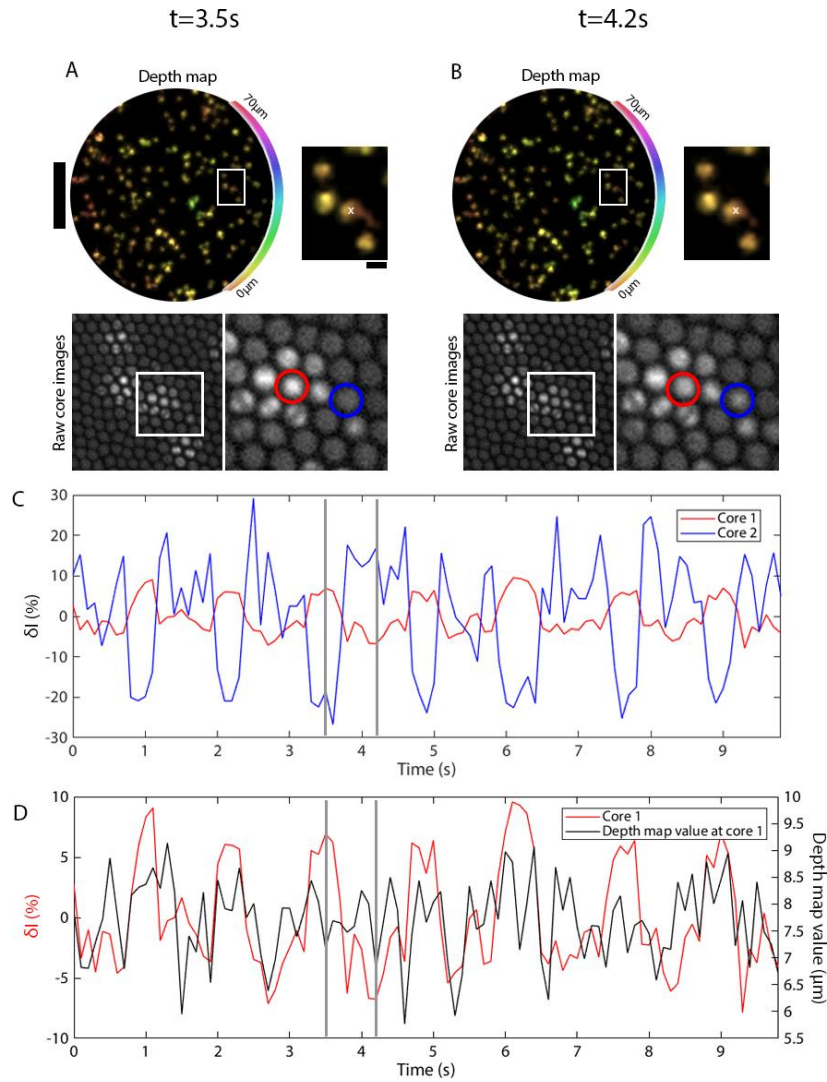 t=3.5s
t=4.2s
A
Depth map
70μm
0μm
x
Raw core images
B
Depth map
70μm
0μm
x
Raw core images
C
30
20
10
0
-10
-20
-30
δI (%)
Core 1
Core 2
0 1 2 3 4 5 6 7 8 9
Time (s)
D
10
5
0
-5
-10
δI (%)
Core 1
Depth map value at core 1
10
9.5
9
8.5
8
7.5
7
6.5
6
5.5
Depth map value (μm)
0 1 2 3 4 5 6 7 8 9
Time (s)